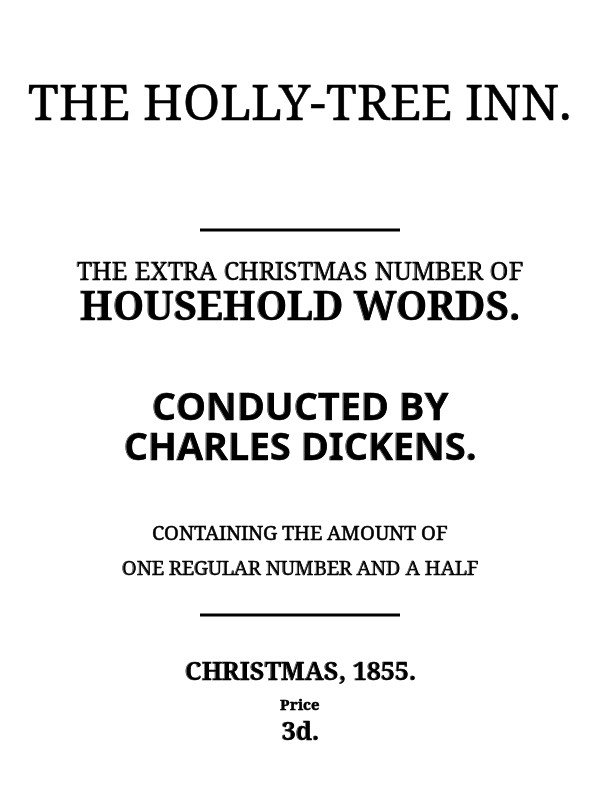 THE HOLLY-TREE INN.
THE EXTRA CHRISTMAS NUMBER OF
HOUSEHOLD WORDS.
CONDUCTED BY
CHARLES DICKENS.
CONTAINING THE AMOUNT OF
ONE REGULAR NUMBER AND A HALF
CHRISTMAS, 1855.
Price
3d.